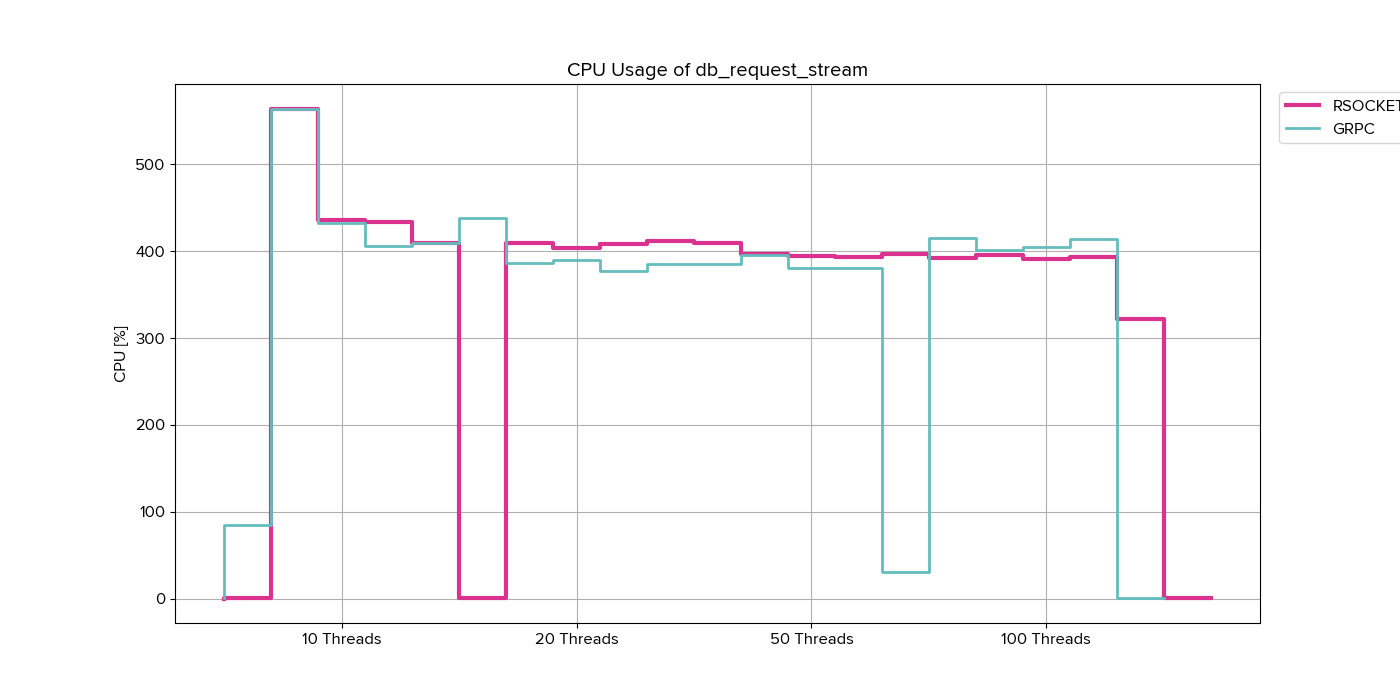 CPU Usage of db_request_stream
RSOCKET
GRPC
CPU [%]
500
400
300
200
100
0
10 Threads
20 Threads
50 Threads
100 Threads